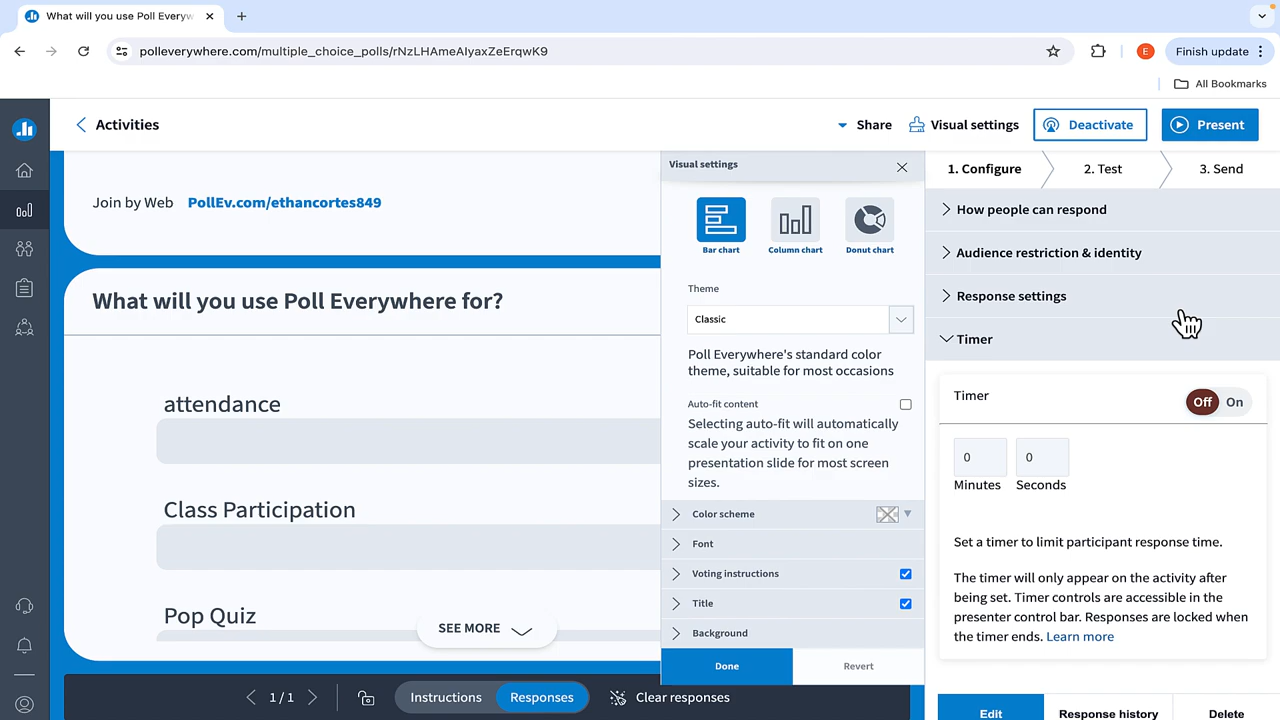 What will you use Poll Everyw
polleverywhere.com/multiple_choice_polls/rNzLHAmeAIyaxZeErqwK9
E
Finish update
All Bookmarks
Activities
Share
Visual settings
Deactivate
Present
Join by Web PollEv.com/ethancortes849
What will you use Poll Everywhere for?
attendance
Class Participation
Pop Quiz
SEE MORE
1 / 1
Instructions
Responses
Clear responses
Visual settings
Bar chart
Column chart
Donut chart
Theme
Classic
Poll Everywhere's standard color
theme, suitable for most occasions
Auto-fit content
Selecting auto-fit will automatically
scale your activity to fit on one
presentation slide for most screen
sizes.
Color scheme
Font
Voting instructions
Title
Background
Done
Revert
1. Configure
2. Test
3. Send
How people can respond
Audience restriction & identity
Response settings
Timer
Timer
Off
On
0
0
Minutes
Seconds
Set a timer to limit participant response time.
The timer will only appear on the activity after
being set. Timer controls are accessible in the
presenter control bar. Responses are locked when
the timer ends. Learn more
Edit
Response history
Delete